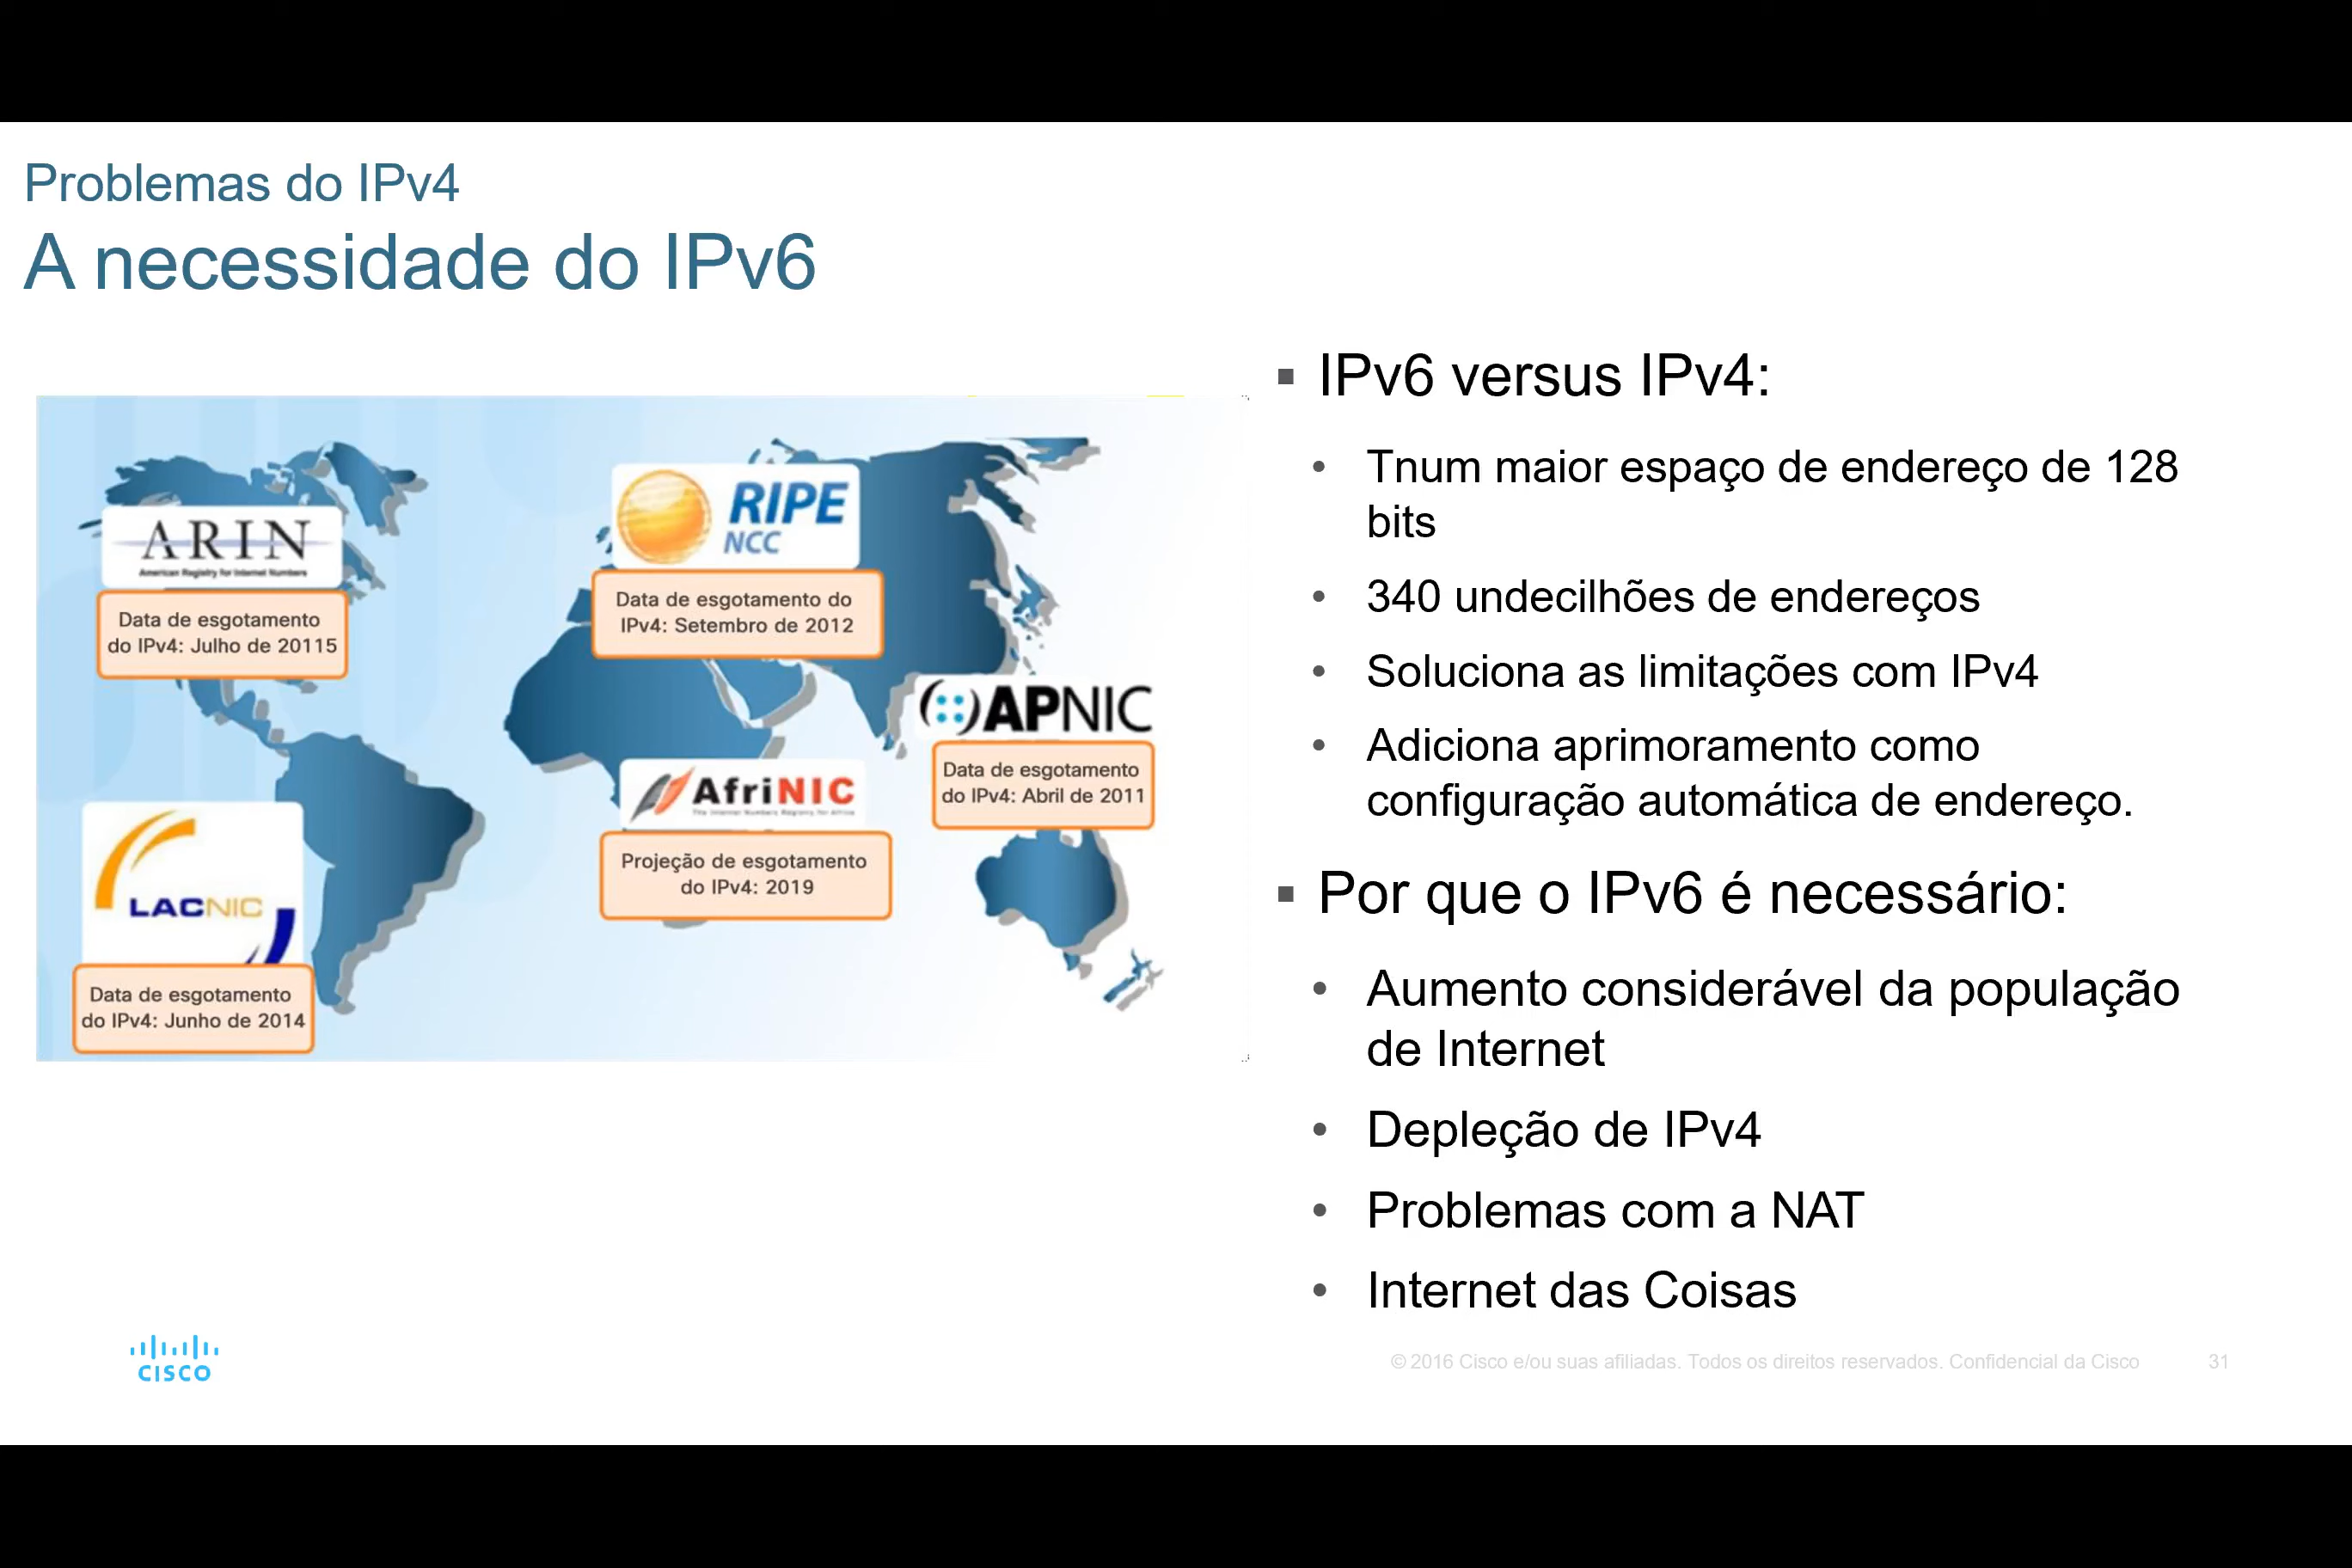 Problemas do IPv4
A necessidade do IPv6
ARIN
American Registry for Internet Numbers
Data de esgotamento
do IPv4: Julho de 20115
RIPE
NCC
Data de esgotamento do
IPv4: Setembro de 2012
APNIC
Data de esgotamento
do IPv4: Abril de 2011
AfriNIC
The Internet Numbers Registry for Africa
Projeção de esgotamento
do IPv4: 2019
LACNIC
Data de esgotamento
do IPv4: Junho de 2014
IPv6 versus IPv4:
Tnum maior espaço de endereço de 128
bits
340 undecilhões de endereços
Soluciona as limitações com IPv4
Adiciona aprimoramento como
configuração automática de endereço.
Por que o IPv6 é necessário:
Aumento considerável da população
de Internet
Depleção de IPv4
Problemas com a NAT
Internet das Coisas
CISCO
© 2016 Cisco e/ou suas afiliadas. Todos os direitos reservados. Confidencial da Cisco 31